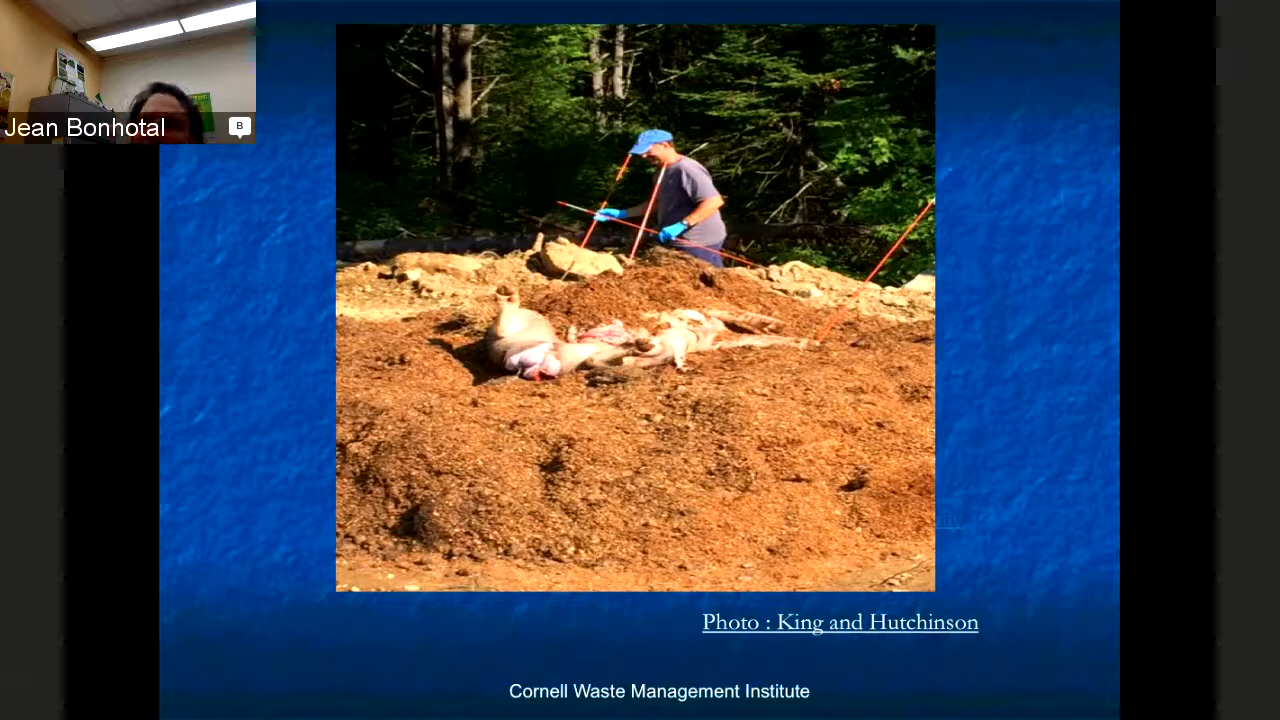 Jean Bonhotal
B
Photo : King and Hutchinson
Cornell Waste Management Institute